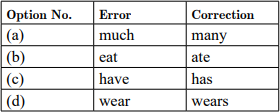 Option No. Error Correction
(a) much many
(b) eat ate
(c) have has
(d) wear wears